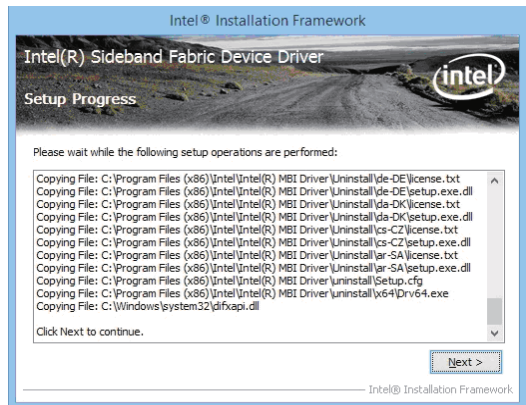 Intel® Installation Framework
Intel(R) Sideband Fabric Device Driver
(intel)
Setup Progress
Please wait while the following setup operations are performed:
Copying File: C:\Program Files (x86)\Intel\Intel(R) MBI Driver\Uninstall\de-DE\license.txt
Copying File: C:\Program Files (x86)\Intel\Intel(R) MBI Driver\Uninstall\de-DE\setup.exe.dll
Copying File: C:\Program Files (x86)\Intel\Intel(R) MBI Driver\Uninstall\da-DK\license.txt
Copying File: C:\Program Files (x86)\Intel\Intel(R) MBI Driver\Uninstall\da-DK\setup.exe.dll
Copying File: C:\Program Files (x86)\Intel\Intel(R) MBI Driver\Uninstall\cs-CZ\license.txt
Copying File: C:\Program Files (x86)\Intel\Intel(R) MBI Driver\Uninstall\cs-CZ\setup.exe.dll
Copying File: C:\Program Files (x86)\Intel\Intel(R) MBI Driver\Uninstall\ar-SA\license.txt
Copying File: C:\Program Files (x86)\Intel\Intel(R) MBI Driver\Uninstall\ar-SA\setup.exe.dll
Copying File: C:\Program Files (x86)\Intel\Intel(R) MBI Driver\uninstall\Setup.cfg
Copying File: C:\Program Files (x86)\Intel\Intel(R) MBI Driver\uninstall\x64\Drv64.exe
Copying File: C:\Windows\system32\difxapi.dll
Click Next to continue.
Next >
Intel® Installation Framework